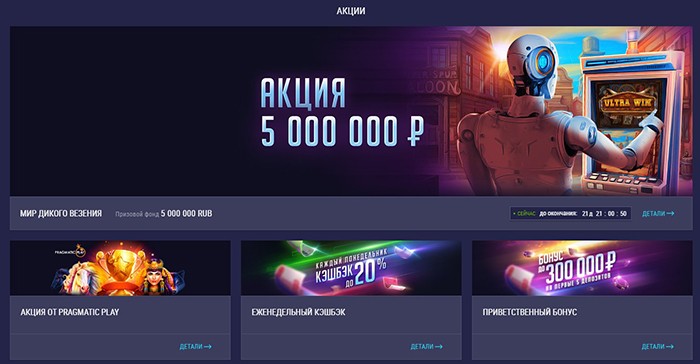 АКЦИИ
АКЦИЯ
5 000 000 ₽
ULTRA WIN
МИР ДИКОГО ВЕЗЕНИЯ Призовой фонд 5 000 000 RUB
• СЕЙЧАС ДО ОКОНЧАНИЯ: 21 Д 21 : 00 : 50 ДЕТАЛИ
PRAGMATIC PLAY
КАЖДЫЙ ПОНЕДЕЛЬНИК
КЭШБЭК
ДО 20%
БОНУС
ДО 300 000₽
НА ПЕРВЫЕ 5 ДЕПОЗИТОВ
АКЦИЯ ОТ PRAGMATIC PLAY
ЕЖЕНЕДЕЛЬНЫЙ КЭШБЭК
ПРИВЕТСТВЕННЫЙ БОНУС
ДЕТАЛИ
ДЕТАЛИ
ДЕТАЛИ